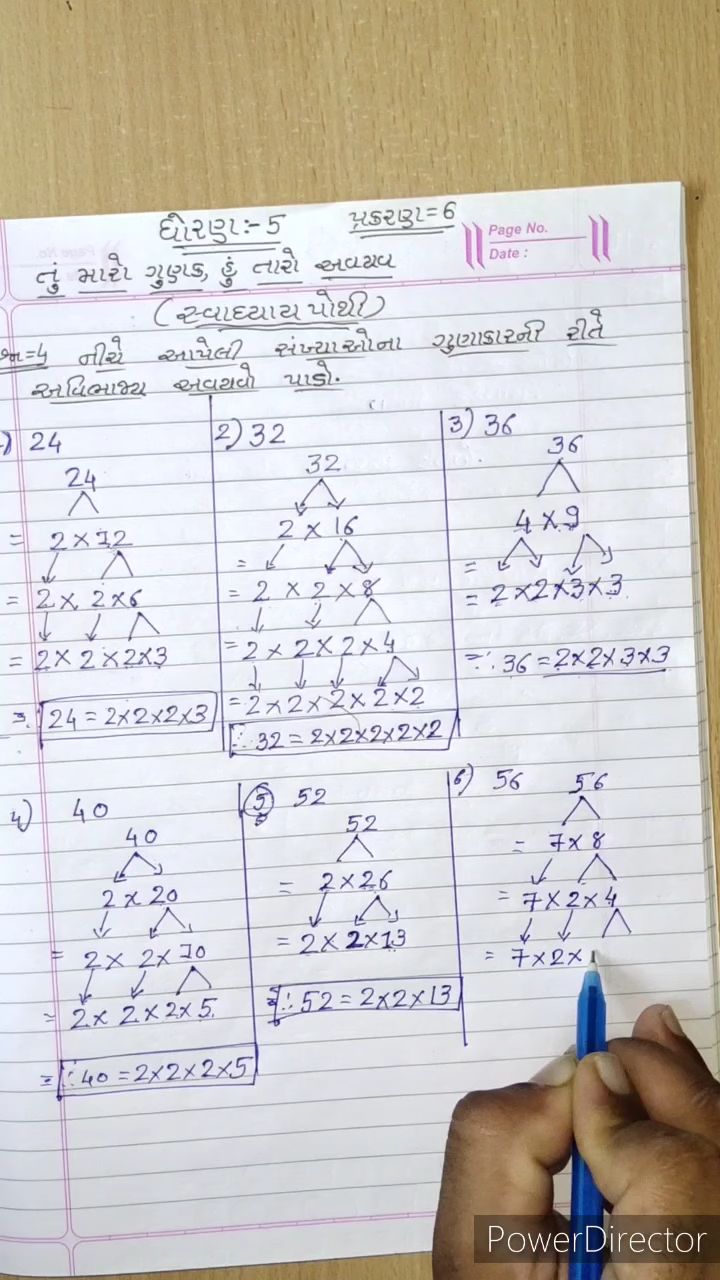 ધોરણ:-5 પ્રકરણ=6
Page No.
Date :
તું મારો ગુણક, હું તારો અવયવ
(સ્વાધ્યાય પોથી)
=4 નીચે આપેલી સંખ્યાઓના ગુણાકારની રીતે
અવિભાજ્ય અવયવો પાડો.
) 24
24
= 2×12
= 2×2×6
= 2×2×2×3
∴ 24 = 2×2×2×3
2) 32
32
2×16
= 2×2×8
= 2×2×2×4
= 2×2×2×2×2
∴ 32 = 2×2×2×2×2
3) 36
36
4×9
=
= 2×2×3×3
=∴ 36 = 2×2×3×3
4) 40
40
2×20
= 2×2×10
= 2×2×2×5
= ∴ 40 = 2×2×2×5
5) 52
52
= 2×26
= 2×2×13
∴ 52 = 2×2×13
6) 56
56
= 7×8
= 7×2×4
= 7×2×
PowerDirector